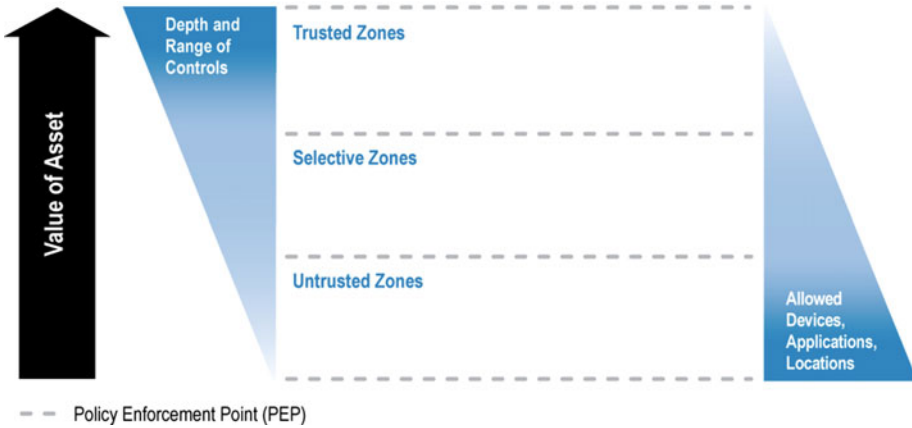 Value of Asset
Depth and
Range of
Controls
Trusted Zones
Selective Zones
Untrusted Zones
Allowed
Devices,
Applications,
Locations
Policy Enforcement Point (PEP)